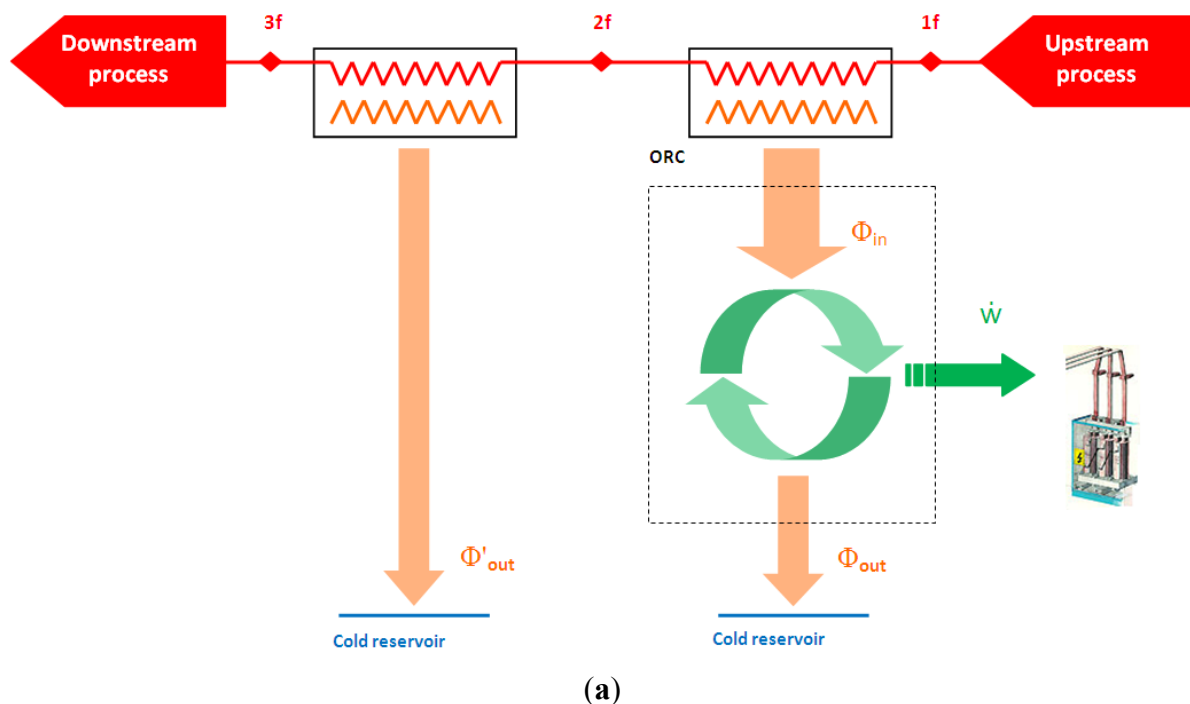 Downstream
process
3f
2f
1f
Upstream
process
ORC
Φin
Ẇ
Φ'out
Φout
Cold reservoir
Cold reservoir
(a)